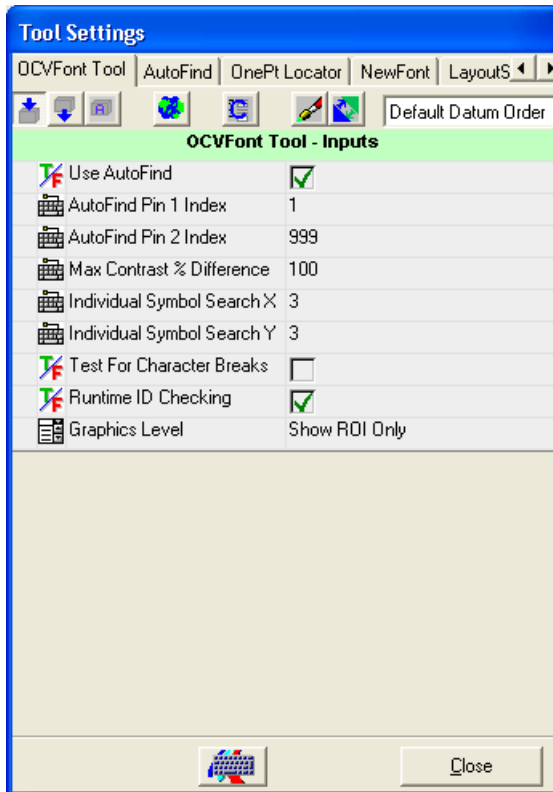 Tool Settings
OCVFont Tool AutoFind OnePt Locator NewFont LayoutS
Default Datum Order
OCVFont Tool - Inputs
Use AutoFind
AutoFind Pin 1 Index 1
AutoFind Pin 2 Index 999
Max Contrast % Difference 100
Individual Symbol Search X 3
Individual Symbol Search Y 3
Test For Character Breaks
Runtime ID Checking
Graphics Level Show ROI Only
Close